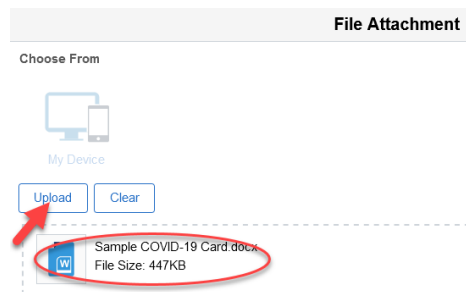 File Attachment
Choose From
My Device
Upload Clear
Sample COVID-19 Card.docx
W
File Size: 447KB